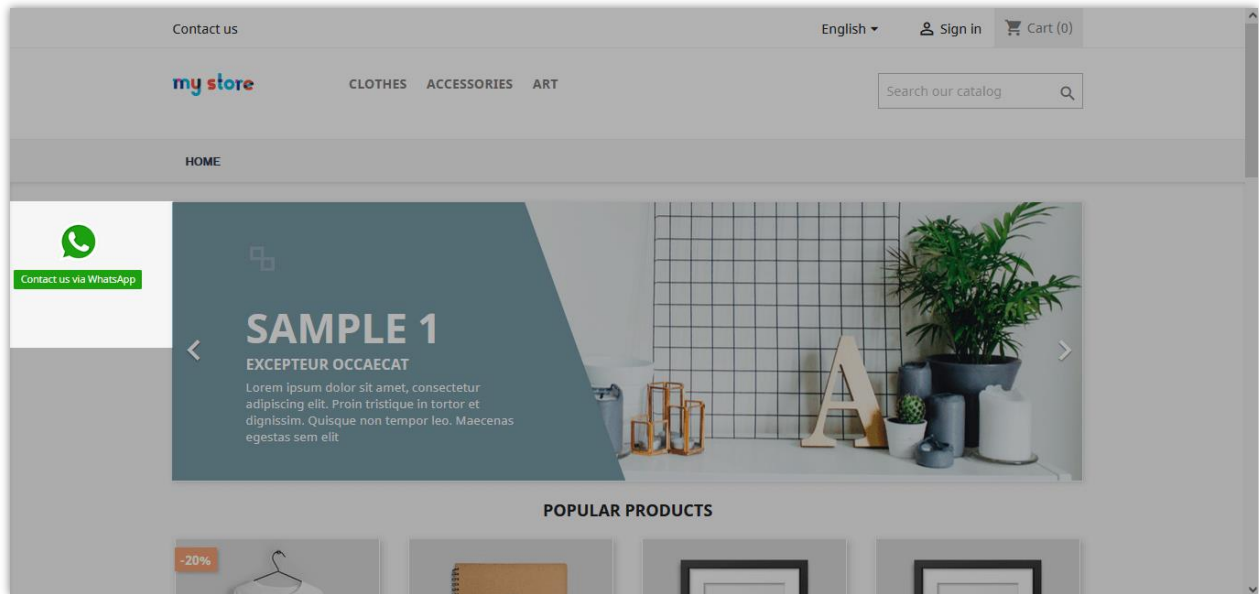 Contact us
English
Sign in
Cart (0)
my store
CLOTHES ACCESSORIES ART
Search our catalog
HOME
Contact us via WhatsApp
SAMPLE 1
EXCEPTEUR OCCAECAT
Lorem ipsum dolor sit amet, consectetur
adipiscing elit. Proin tristique in tortor et
dignissim. Quisque non tempor leo. Maecenas
egestas sem elit
A
POPULAR PRODUCTS
-20%